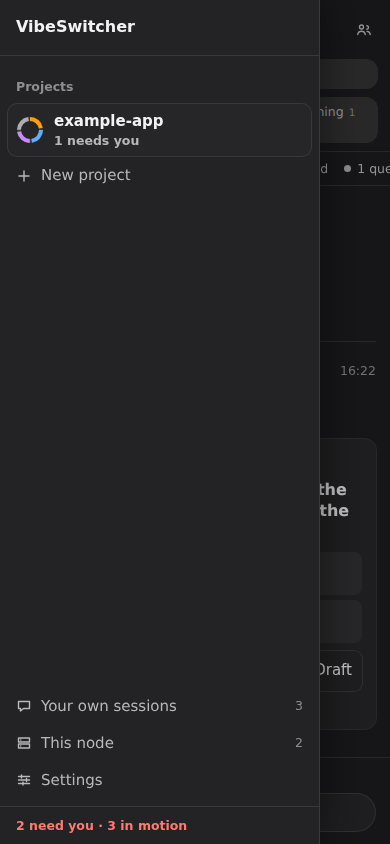 VibeSwitcher
Projects
example-app
1 needs you
New project
1
d
1 que
16:22
the
the
Draft
Your own sessions 3
This node 2
Settings
2 need you · 3 in motion